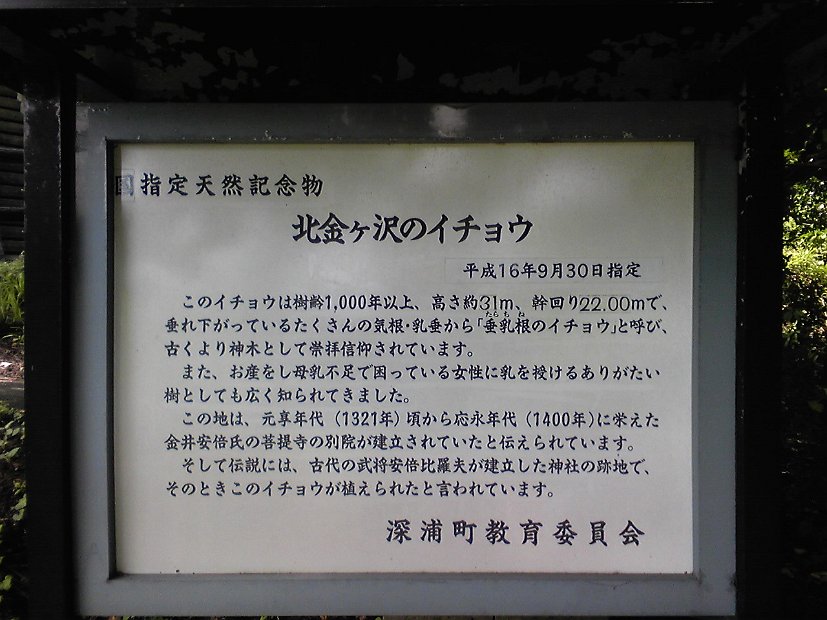 国指定天然記念物
北金ヶ沢のイチョウ
平成16年9月30日指定
このイチョウは樹齢1,000年以上、高さ約31m、幹回り22.00mで、
垂れ下がっているたくさんの気根・乳垂から「垂乳根のイチョウ」と呼び、
たらちね
古くより神木として崇拝信仰されています。
また、お産をし母乳不足で困っている女性に乳を授けるありがたい
樹としても広く知られてきました。
この地は、元享年代（1321年）頃から応永年代（1400年）に栄えた
金井安倍氏の菩提寺の別院が建立されていたと伝えられています。
そして伝説には、古代の武将安倍比羅夫が建立した神社の跡地で、
そのときこのイチョウが植えられたと言われています。
深浦町教育委員会